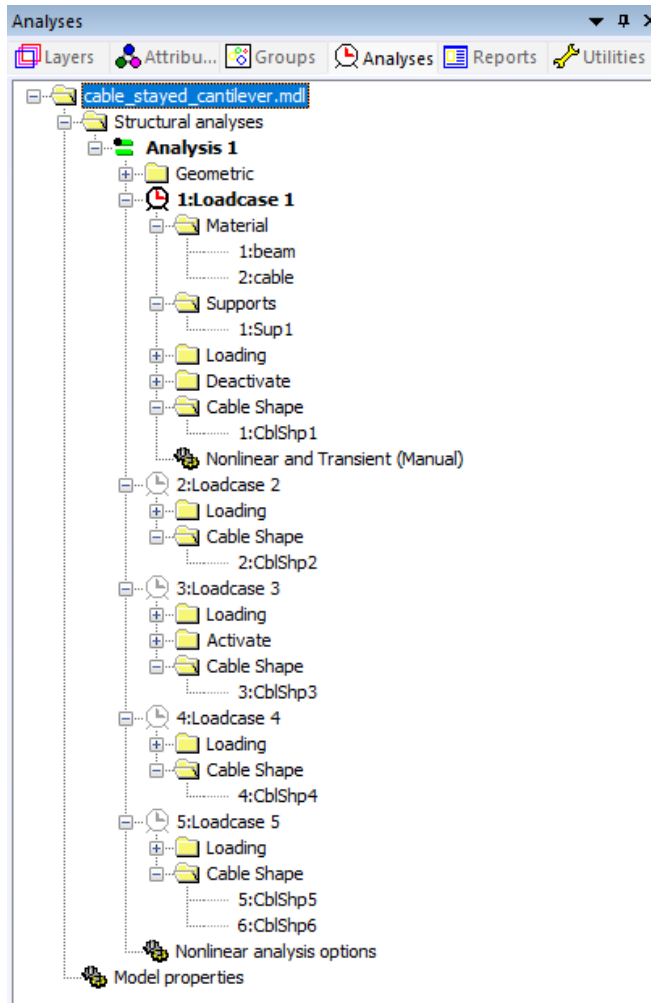 Analyses
Layers Attribu... Groups Analyses Reports Utilities
cable_stayed_cantilever.mdl
Structural analyses
Analysis 1
Geometric
1:Loadcase 1
Material
1:beam
2:cable
Supports
1:Sup1
Loading
Deactivate
Cable Shape
1:CblShp1
Nonlinear and Transient (Manual)
2:Loadcase 2
Loading
Cable Shape
2:CblShp2
3:Loadcase 3
Loading
Activate
Cable Shape
3:CblShp3
4:Loadcase 4
Loading
Cable Shape
4:CblShp4
5:Loadcase 5
Loading
Cable Shape
5:CblShp5
6:CblShp6
Nonlinear analysis options
Model properties